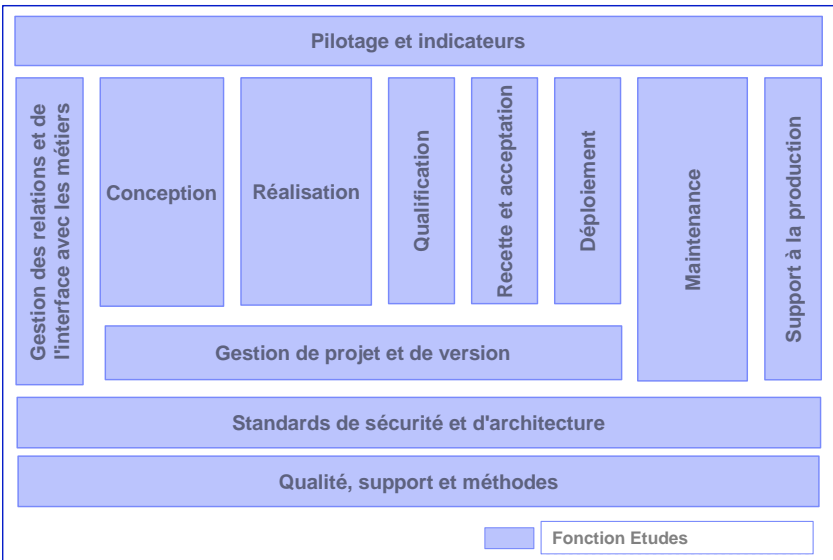 Pilotage et indicateurs
Gestion des relations et de
l'interface avec les métiers
Conception
Réalisation
Qualification
Recette et acceptation
Déploiement
Maintenance
Support à la production
Gestion de projet et de version
Standards de sécurité et d'architecture
Qualité, support et méthodes
Fonction Etudes